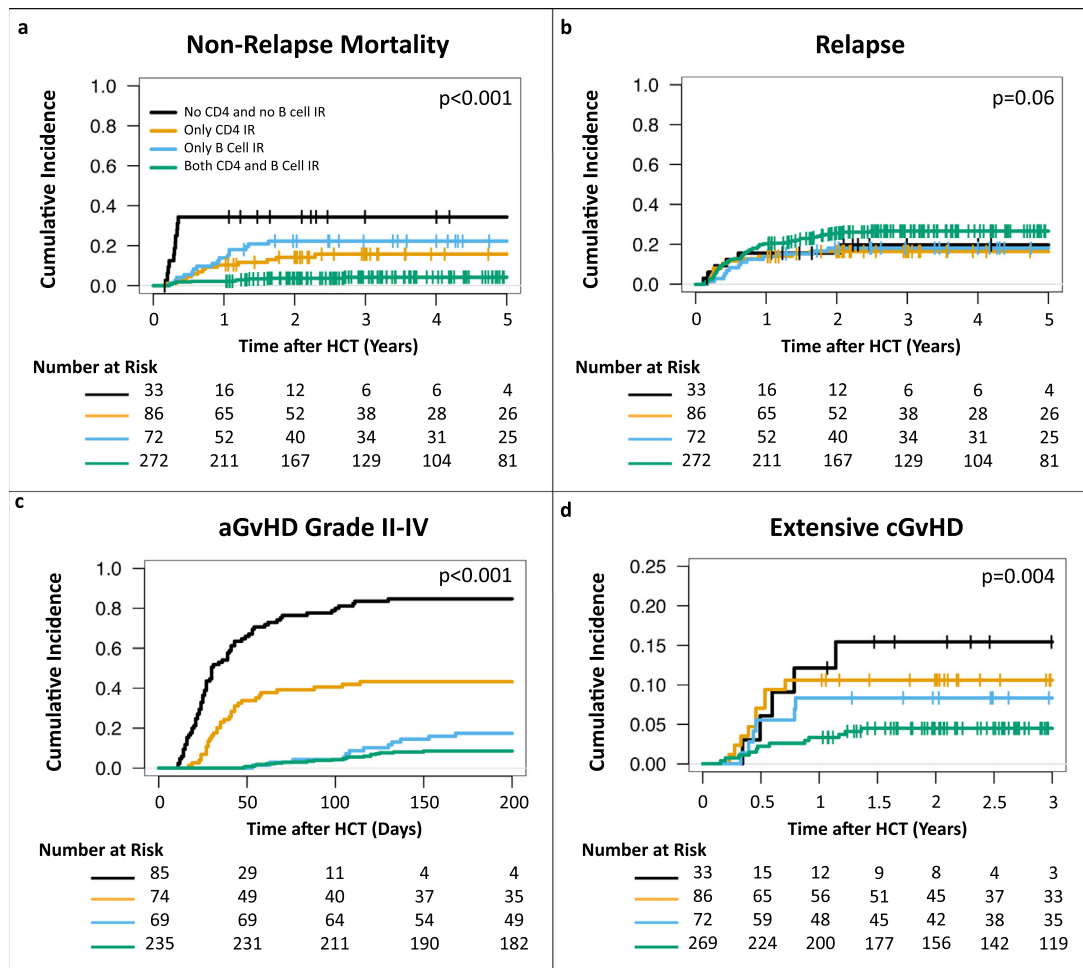 a
Non-Relapse Mortality
Cumulative Incidence
1.0
0.8
0.6
0.4
0.2
0.0
p<0.001
No CD4 and no B cell IR
Only CD4 IR
Only B Cell IR
Both CD4 and B Cell IR
0 1 2 3 4 5
Time after HCT (Years)
Number at Risk
33 16 12 6 6 4
86 65 52 38 28 26
72 52 40 34 31 25
272 211 167 129 104 81
b
Relapse
Cumulative Incidence
1.0
0.8
0.6
0.4
0.2
0.0
p=0.06
0 1 2 3 4 5
Time after HCT (Years)
33 16 12 6 6 4
86 65 52 38 28 26
72 52 40 34 31 25
272 211 167 129 104 81
c
aGvHD Grade II-IV
Cumulative Incidence
0.8
0.6
0.4
0.2
0.0
p<0.001
0 50 100 150 200
Time after HCT (Days)
Number at Risk
85 29 11 4 4
74 49 40 37 35
69 69 64 54 49
235 231 211 190 182
d
Extensive cGvHD
Cumulative Incidence
0.25
0.20
0.15
0.10
0.05
0.00
p=0.004
0 0.5 1 1.5 2 2.5 3
Time after HCT (Years)
Number at Risk
33 15 12 9 8 4 3
86 65 56 51 45 37 33
72 59 48 45 42 38 35
269 224 200 177 156 142 119